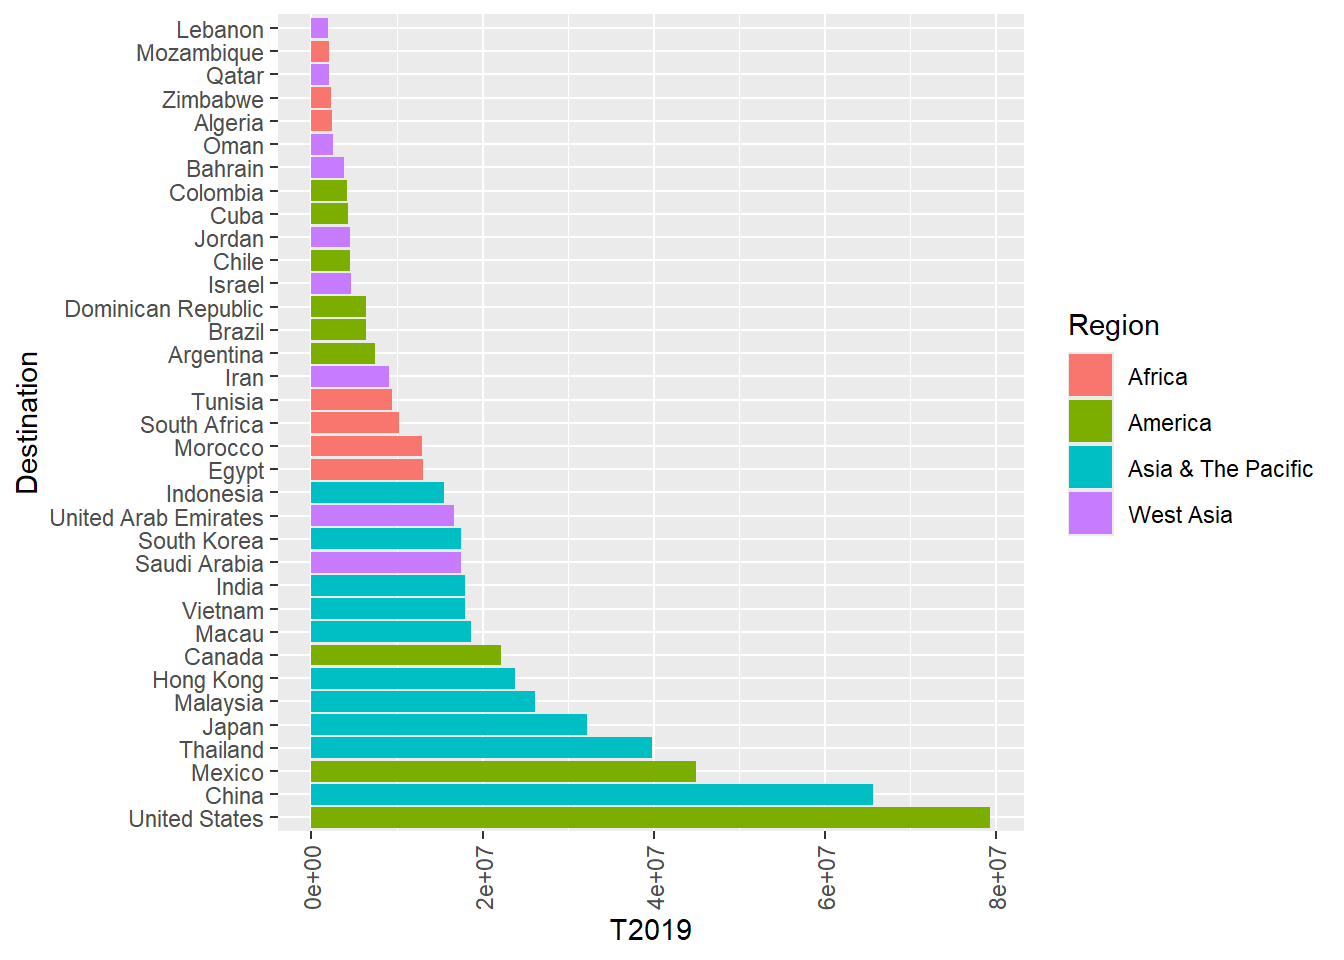 Destination
Lebanon
Mozambique
Qatar
Zimbabwe
Algeria
Oman
Bahrain
Colombia
Cuba
Jordan
Chile
Israel
Dominican Republic
Brazil
Argentina
Iran
Tunisia
South Africa
Morocco
Egypt
Indonesia
United Arab Emirates
South Korea
Saudi Arabia
India
Vietnam
Macau
Canada
Hong Kong
Malaysia
Japan
Thailand
Mexico
China
United States
0e+00
2e+07
4e+07
6e+07
8e+07
T2019
Region
Africa
America
Asia & The Pacific
West Asia